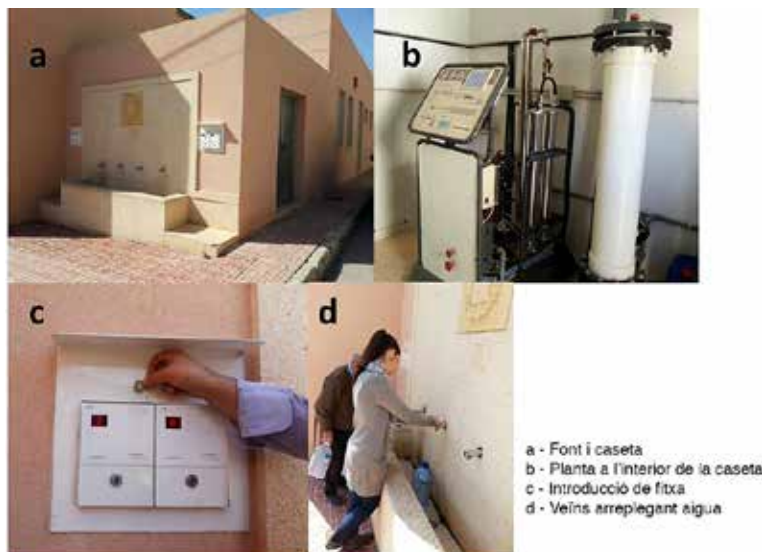 a
b
c
d
a - Font i caseta
b - Planta a l'interior de la caseta
c - Introducció de fitxa
d - Veïns arreplegant aigua